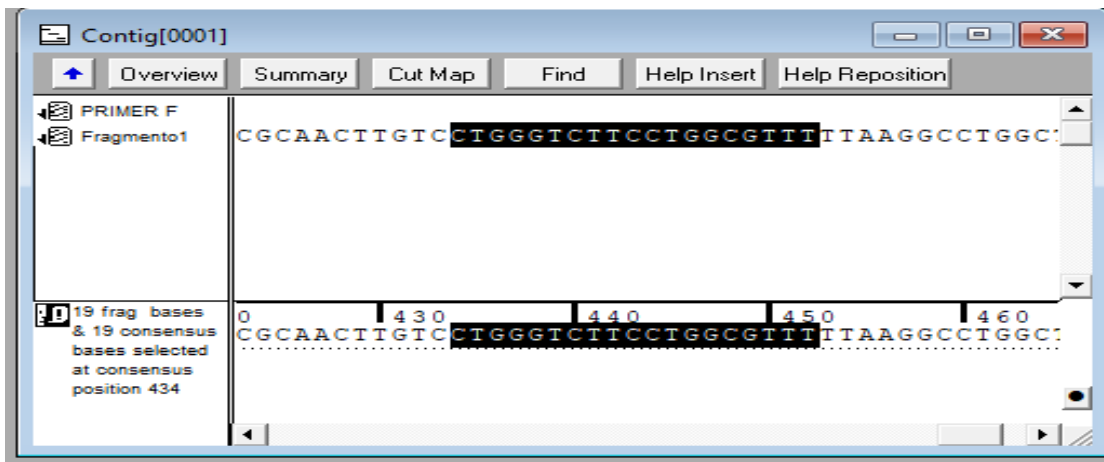 Contig[0001]
Overview Summary Cut Map Find Help Insert Help Reposition
PRIMER F
Fragmento1 CGCAACTTGTCCTGGGTCTTCCTGGCGTTTTTAAGGCCTGGC
19 frag bases
& 19 consensus
bases selected
at consensus
position 434
0 430 440 450 460
CGCAACTTGTCCTGGGTCTTCCTGGCGTTTTTAAGGCCTGGC